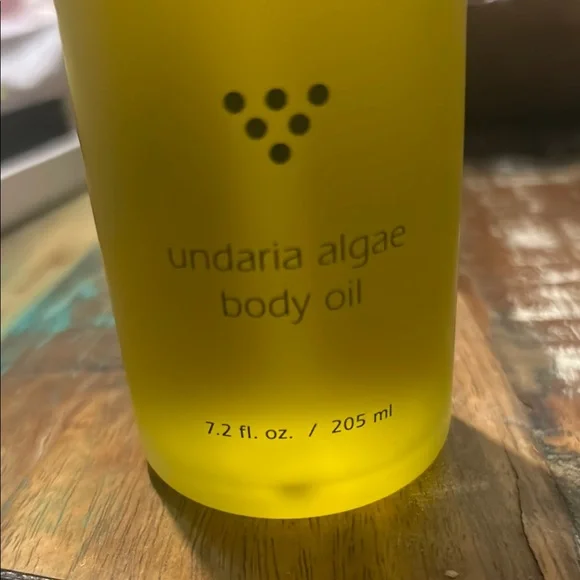 undaria algae
body oil
7.2 fl. oz. / 205 ml